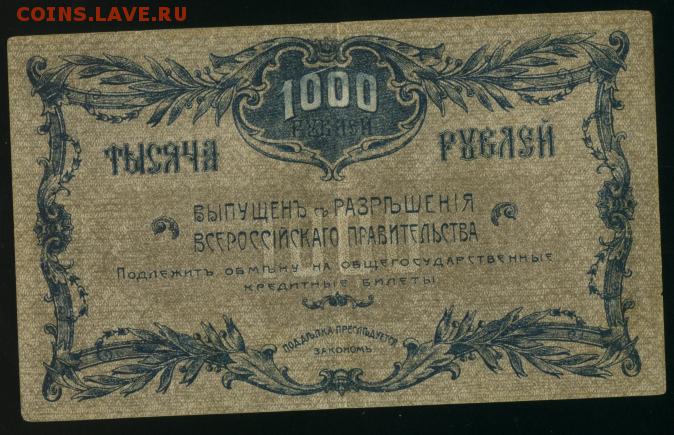 COINS.LAVE.RU
1000
РУБЛЕЙ
ТЫСЯЧА РУБЛЕЙ
ВЫПУЩЕНЪ съ РАЗРѢШЕНІЯ
ВСЕРОССІЙСКАГО ПРАВИТЕЛЬСТВА
ПОДЛЕЖИТЪ ОБМѢНУ НА ОБЩЕГОСУДАРСТВЕННЫЕ
КРЕДИТНЫЕ БИЛЕТЫ
ПОДДѢЛКА ПРЕСЛѢДУЕТСЯ
ЗАКОНОМЪ